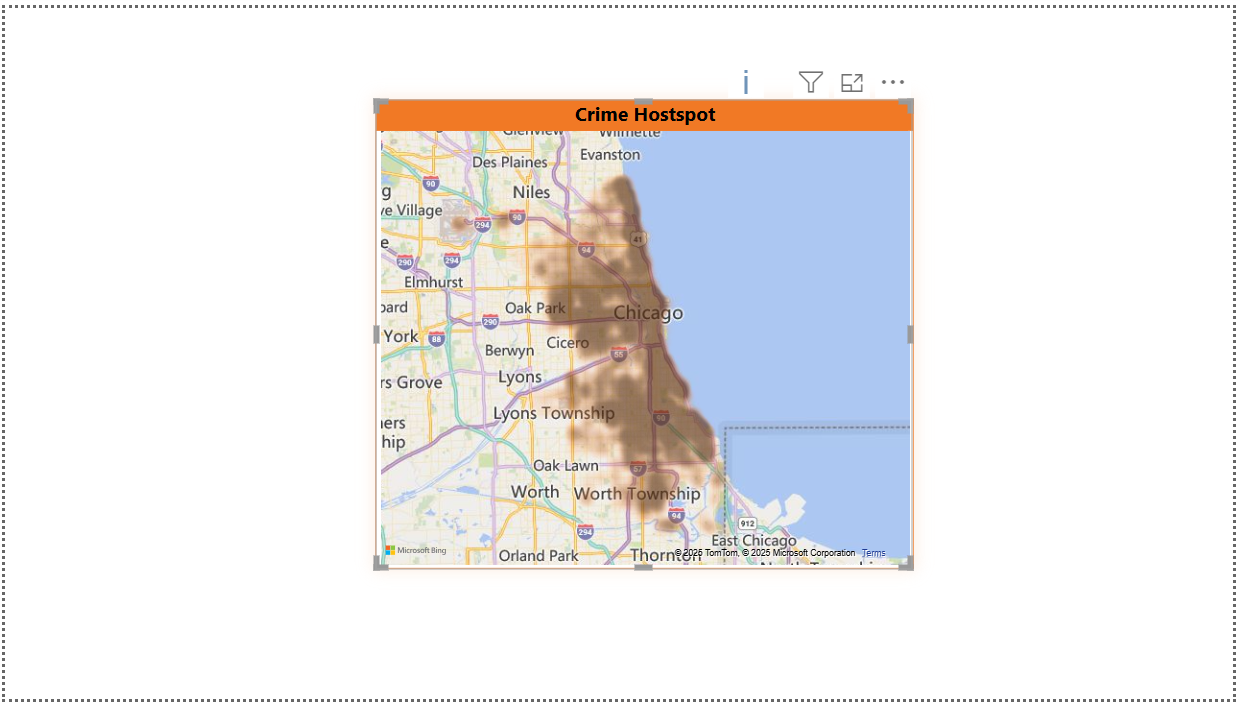 i
Crime Hostspot
Glenview
Wilmette
Evanston
Des Plaines
90
Niles
g
ve Village
90
294
41
e
94
290
294
Elmhurst
Oak Park
Chicago
290
York
88
Cicero
Berwyn
55
Lyons
rs Grove
Lyons Township
90
ners
hip
Oak Lawn
57
Worth
Worth Township
94
912
294
East Chicago
Microsoft Bing
Orland Park
Thornton
© 2025 TomTom, © 2025 Microsoft Corporation Terms